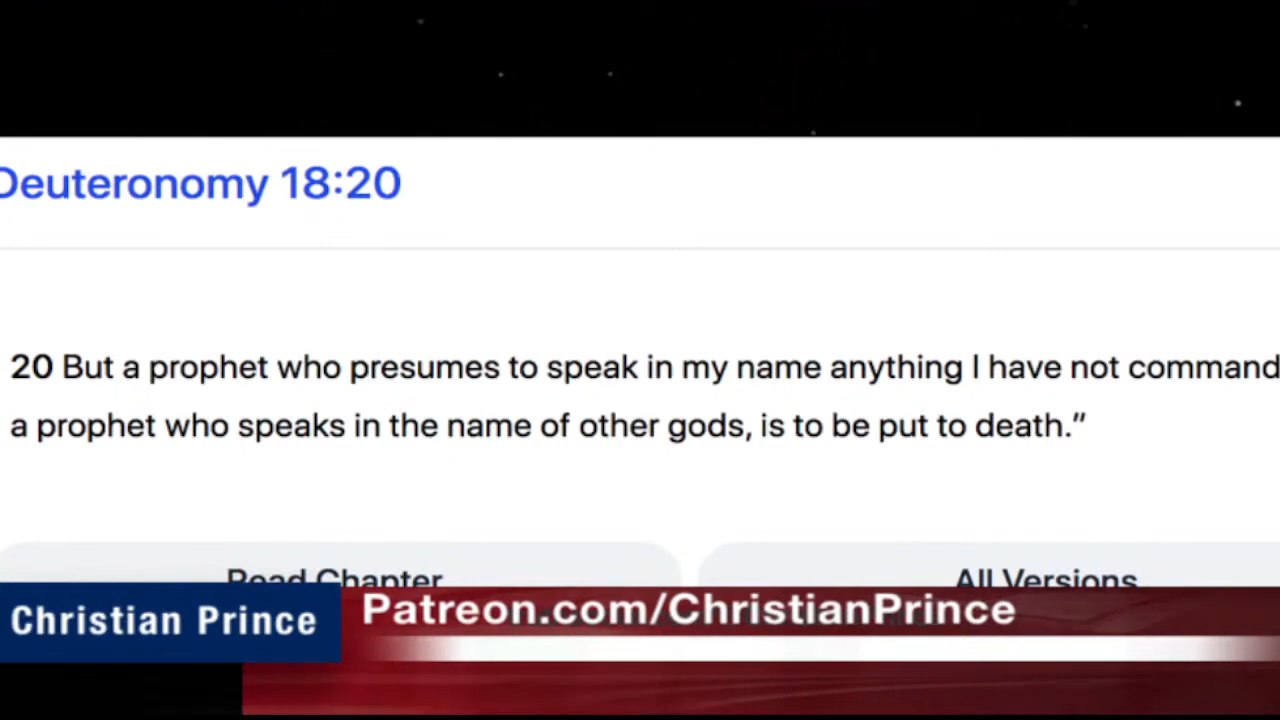 Deuteronomy 18:20
20 But a prophet who presumes to speak in my name anything I have not command
a prophet who speaks in the name of other gods, is to be put to death.”
Read Chapter
All Versions
Christian Prince
Patreon.com/ChristianPrince